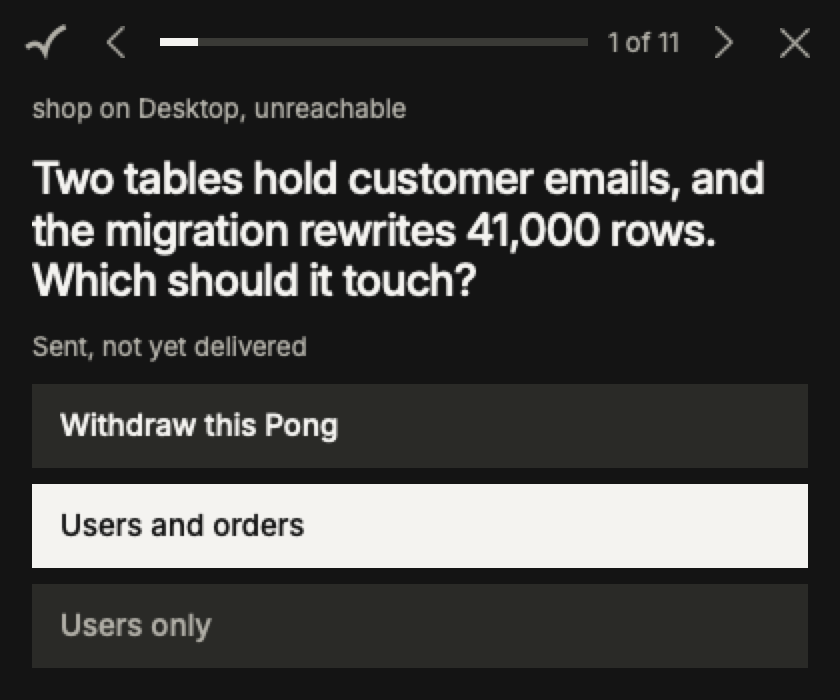 1 of 11
shop on Desktop, unreachable
Two tables hold customer emails, and
the migration rewrites 41,000 rows.
Which should it touch?
Sent, not yet delivered
Withdraw this Pong
Users and orders
Users only